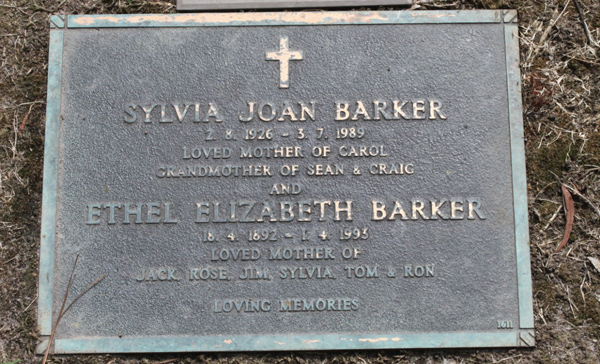 SYLVIA JOAN BARKER
2. 8. 1926 – 3. 7. 1989
LOVED MOTHER OF CAROL
GRANDMOTHER OF SEAN & CRAIG
AND
ETHEL ELIZABETH BARKER
18. 4. 1892 – 1. 4. 1993
LOVED MOTHER OF
JACK, ROSE, JIM, SYLVIA, TOM & RON
LOVING MEMORIES
1611